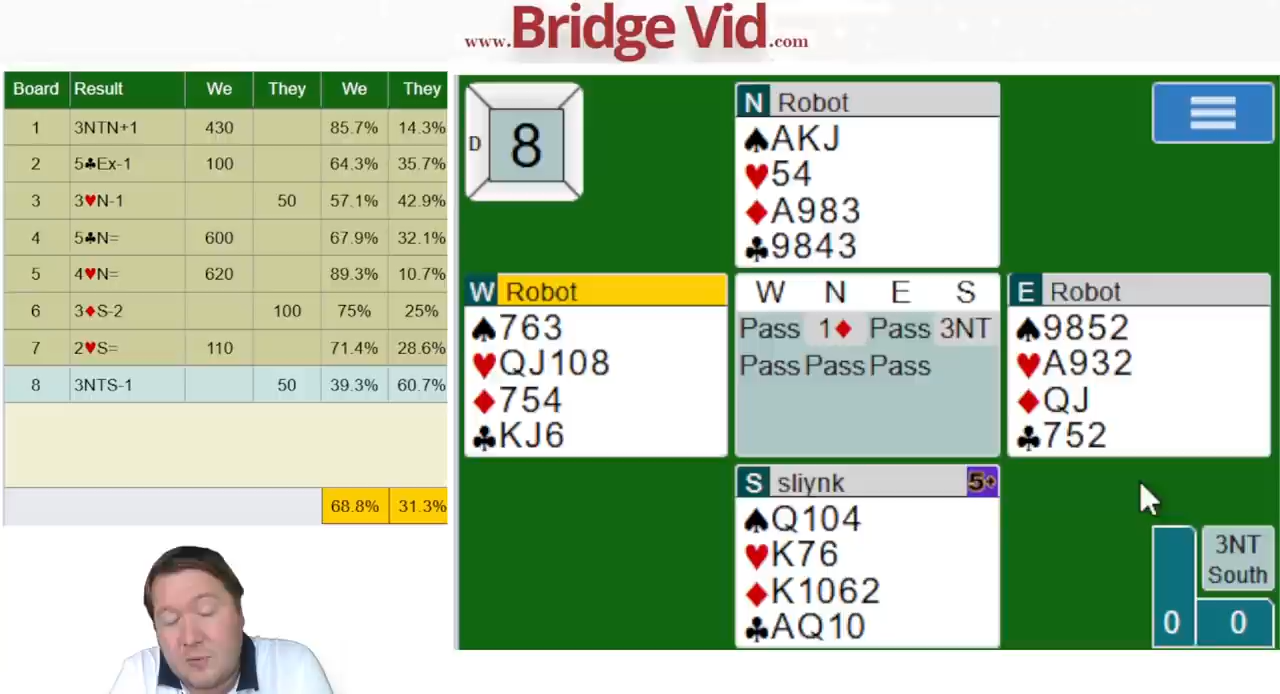 www.Bridge Vid.com
Board Result We They We They
1 3NTN+1 430 85.7% 14.3%
2 5♣Ex-1 100 64.3% 35.7%
3 3♥N-1 50 57.1% 42.9%
4 5♣N= 600 67.9% 32.1%
5 4♥N= 620 89.3% 10.7%
6 3♦S-2 100 75% 25%
7 2♥S= 110 71.4% 28.6%
8 3NTS-1 50 39.3% 60.7%
68.8% 31.3%
D 8
N Robot
♠AKJ
♥54
♦A983
♣9843
W Robot
♠763
♥QJ108
♦754
♣KJ6
W N E S
Pass 1♦ Pass 3NT
Pass Pass Pass
E Robot
♠9852
♥A932
♦QJ
♣752
S sliynk 5+
♠Q104
♥K76
♦K1062
♣AQ10
3NT
South
0 0